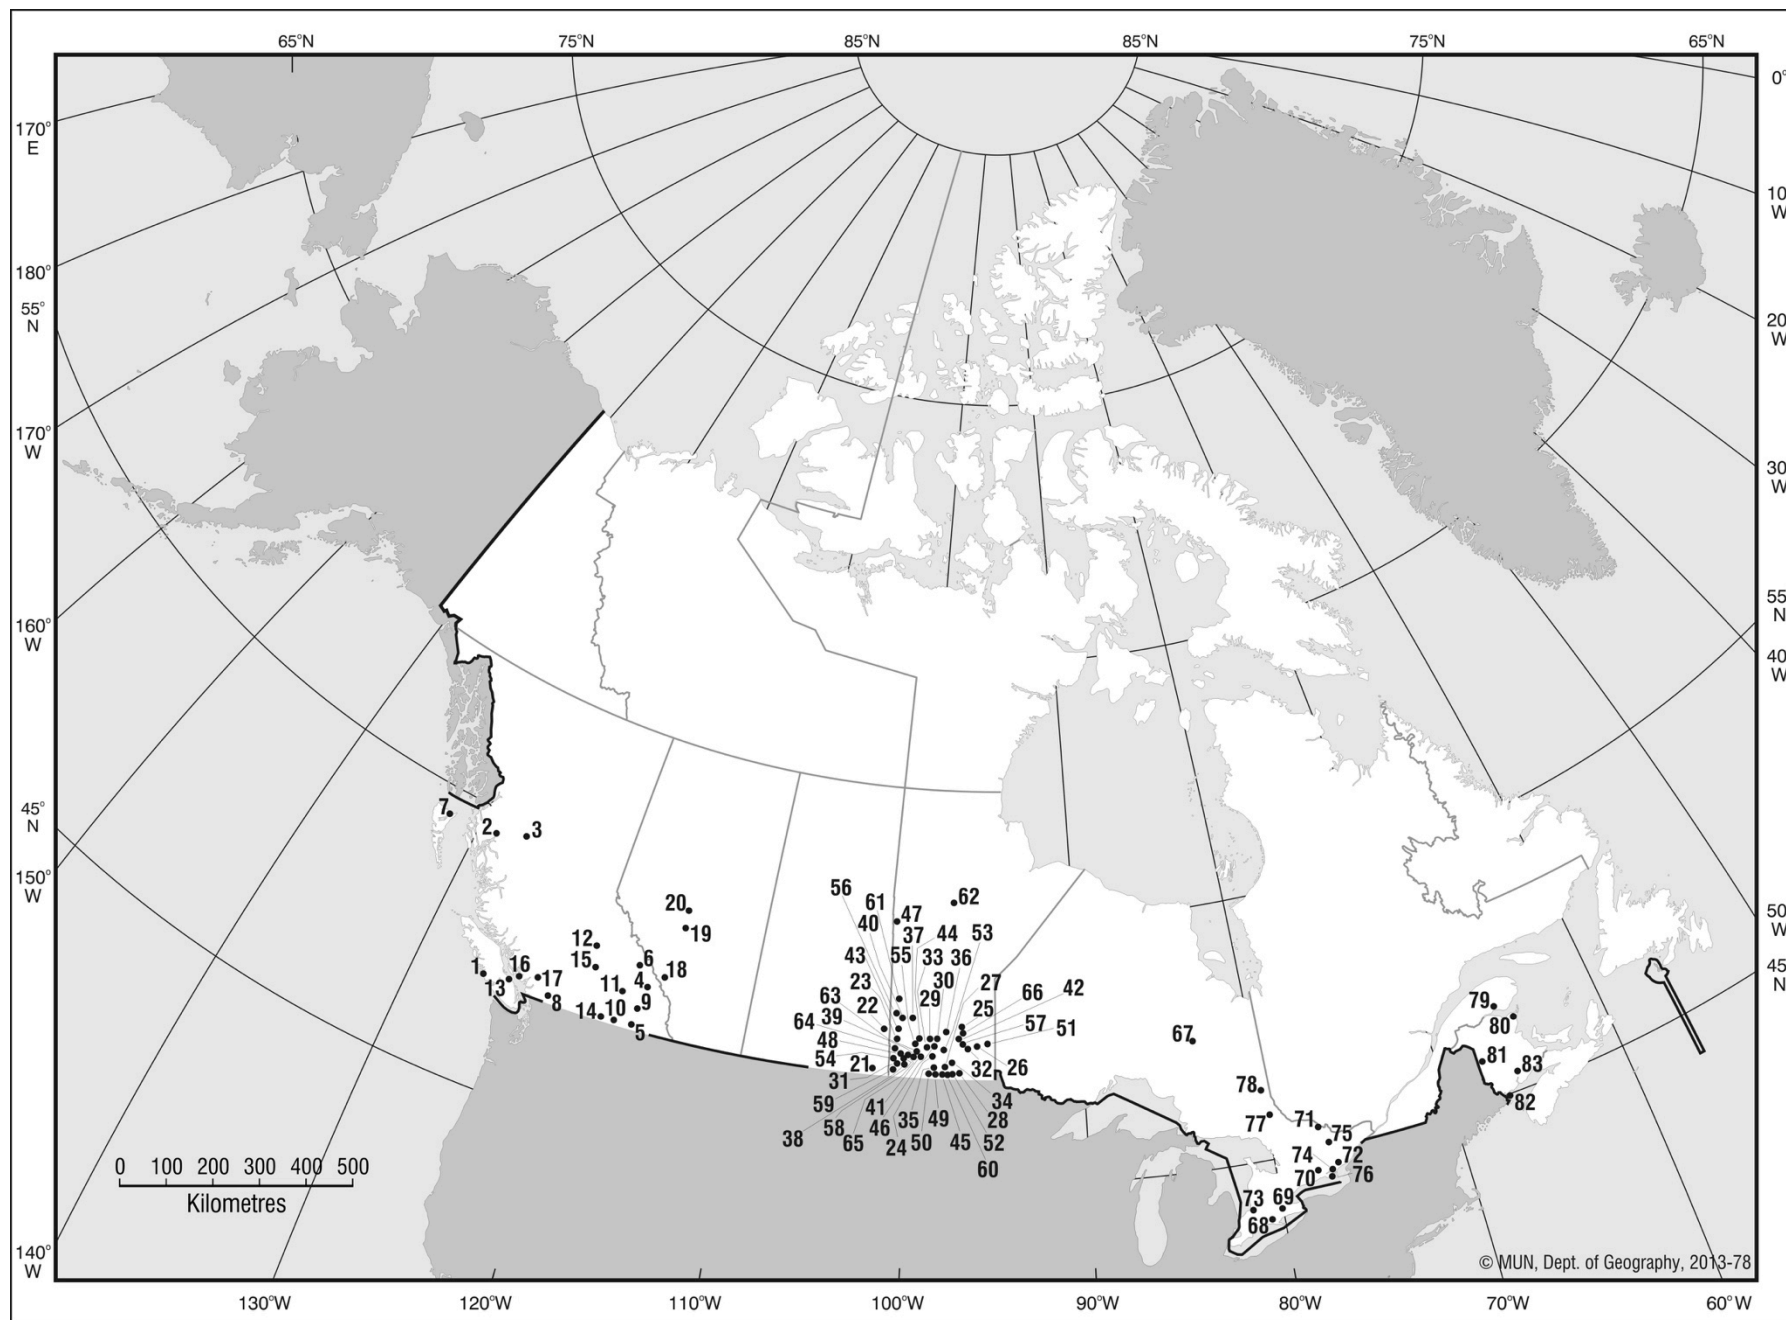 65°N 75°N 85°N 85°N 75°N 65°N
0°
170°
E
10°
W
180°
55°
N
20°
W
170°
W
30°
W
160°
W
55°
N
40°
W
45°
N
150°
W
50°
W
45°
N
140°
W
7
2 3
56
61 47 62
40 37 44 53
20
19
43 55 33 36
12
15 6 18
23 30 27
1 16 17
11 4
63 22 29 25 66 42
13 8
14 10 9
5
64 39 57 51
48
54 21
31 32 26
59 41 35 49 34
28
38 58 65 46 24 50 45 52
60
67
78
77 71 75
74 72
70 76
73 69
68
79
80
81 83
82
0 100 200 300 400 500
Kilometres
© MUN, Dept. of Geography, 2013-78
130°W 120°W 110°W 100°W 90°W 80°W 70°W 60°W